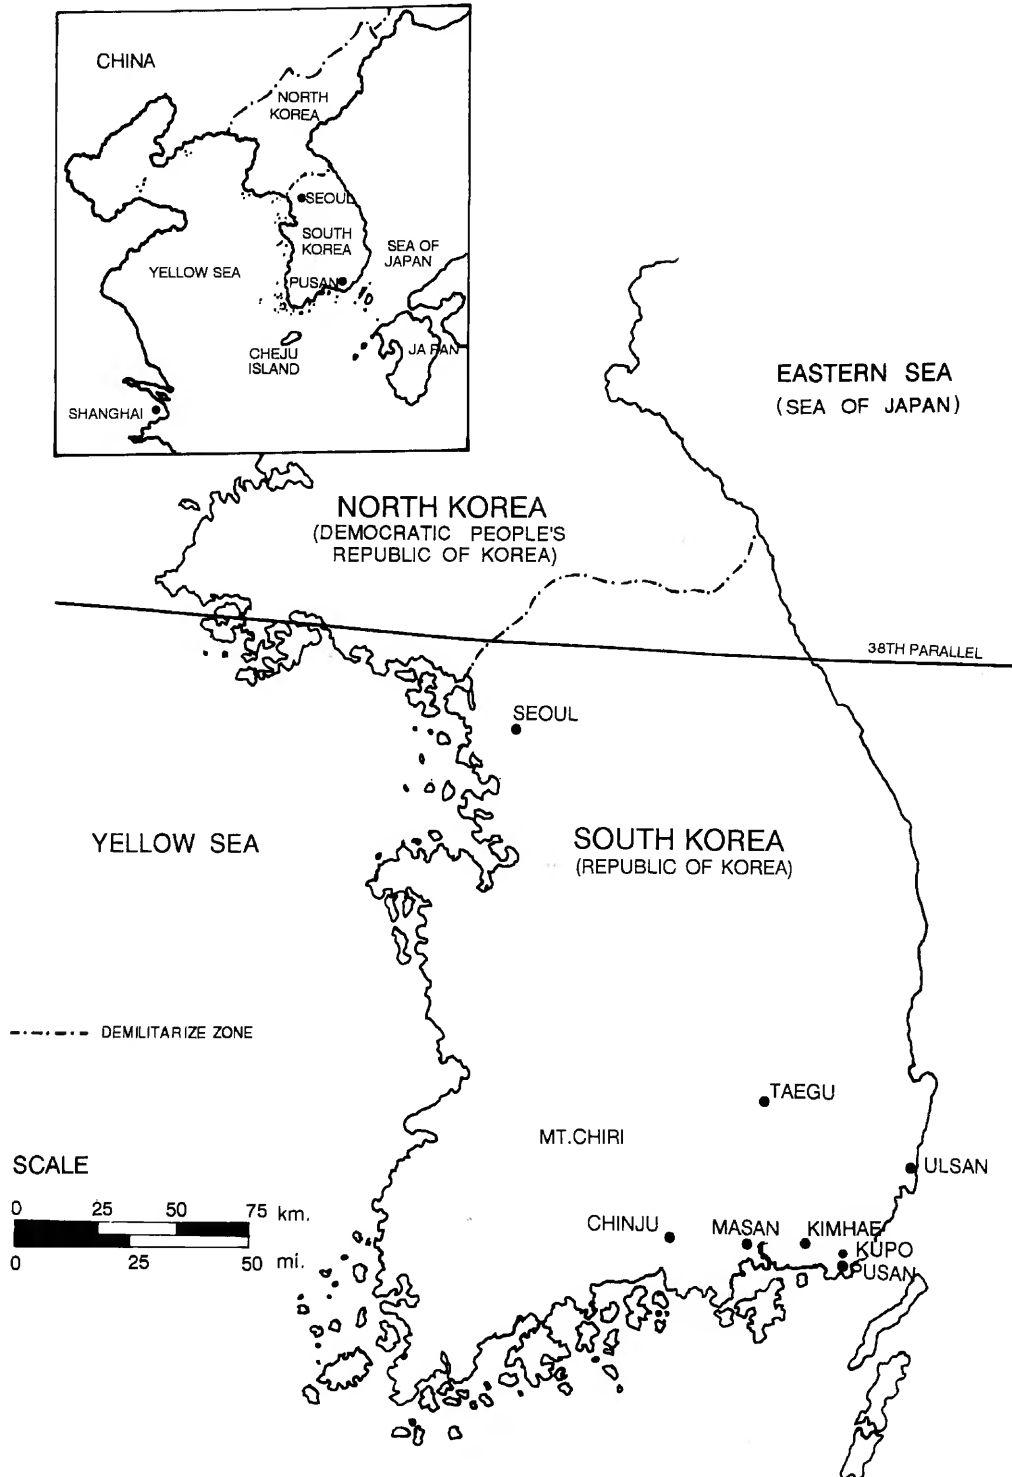 CHINA
NORTH
KOREA
SEOUL
SOUTH
KOREA
SEA OF
JAPAN
YELLOW SEA
PUSAN
CHEJU
ISLAND
JAPAN
SHANGHAI
EASTERN SEA
(SEA OF JAPAN)
NORTH KOREA
(DEMOCRATIC PEOPLE'S
REPUBLIC OF KOREA)
38TH PARALLEL
SEOUL
YELLOW SEA
SOUTH KOREA
(REPUBLIC OF KOREA)
DEMILITARIZE ZONE
TAEGU
MT.CHIRI
SCALE
ULSAN
0 25 50 75 km.
0 25 50 mi.
CHINJU
MASAN
KIMHAE
KUPO
PUSAN